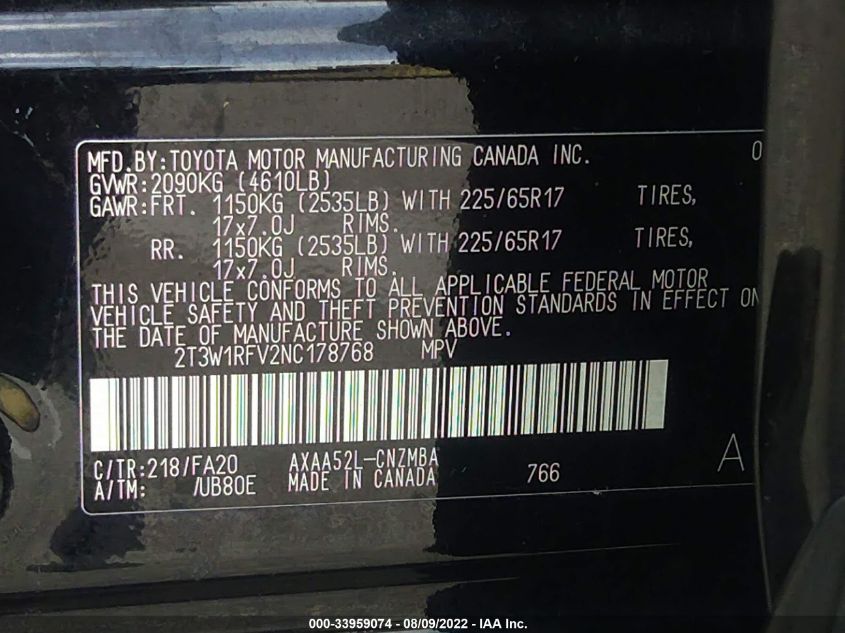 MFD.BY:TOYOTA MOTOR MANUFACTURING CANADA INC. 0
GVWR:2090KG (4610LB)
GAWR:FRT. 1150KG (2535LB) WITH 225/65R17 TIRES,
17x7.0J RIMS.
RR. 1150KG (2535LB) WITH 225/65R17 TIRES,
17x7.0J RIMS.
THIS VEHICLE CONFORMS TO ALL APPLICABLE FEDERAL MOTOR
VEHICLE SAFETY AND THEFT PREVENTION STANDARDS IN EFFECT ON
THE DATE OF MANUFACTURE SHOWN ABOVE.
2T3W1RFV2NC178768 MPV
C/TR:218/FA20 AXAA52L-CNZMBA A
A/TM: /UB80E MADE IN CANADA 766
000-33959074 - 08/09/2022 - IAA Inc.